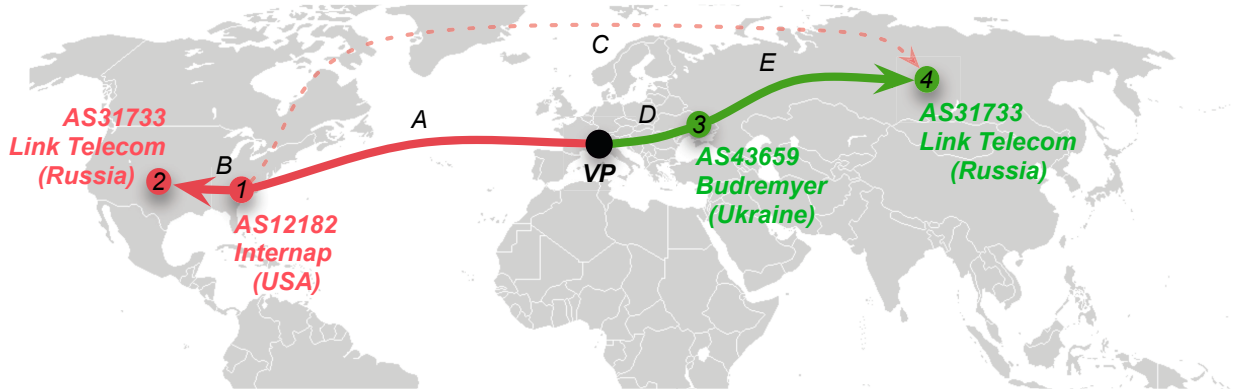 C
E
4
AS31733
Link Telecom
(Russia)
A
D
3
AS31733
Link Telecom
(Russia)
B
2
1
VP
AS43659
Budremyer
(Ukraine)
AS12182
Internap
(USA)